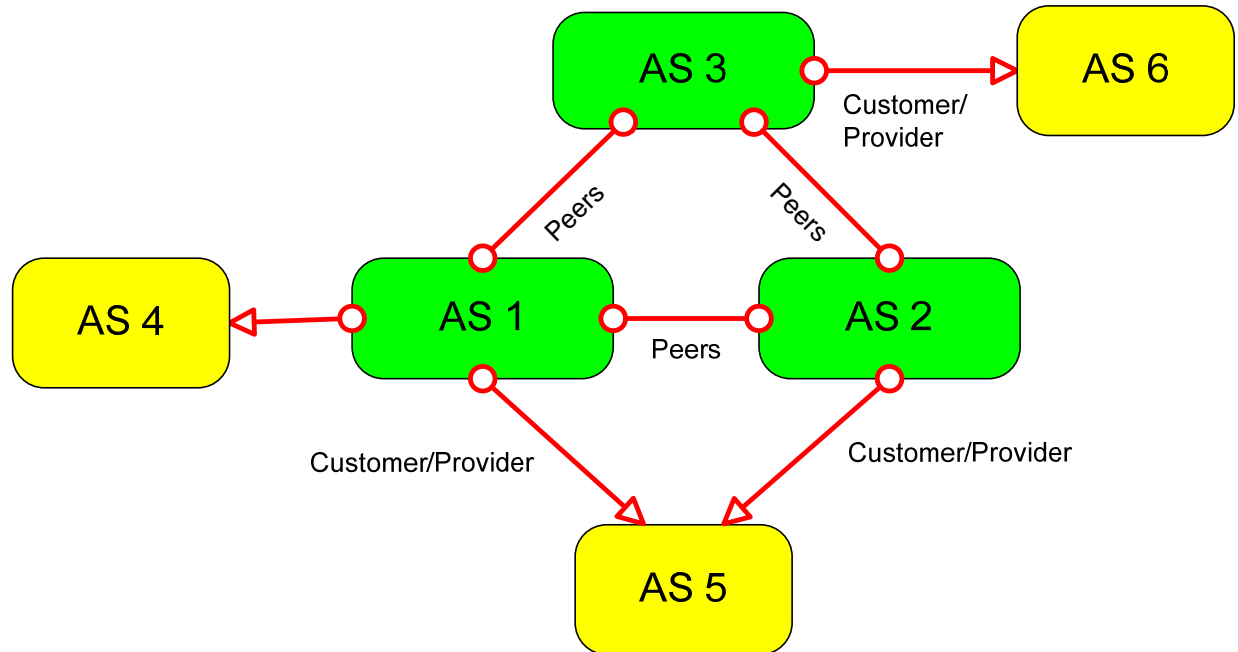 AS 3
AS 6
Customer/
Provider
Peers
Peers
AS 4
AS 1
AS 2
Peers
Customer/Provider
Customer/Provider
AS 5